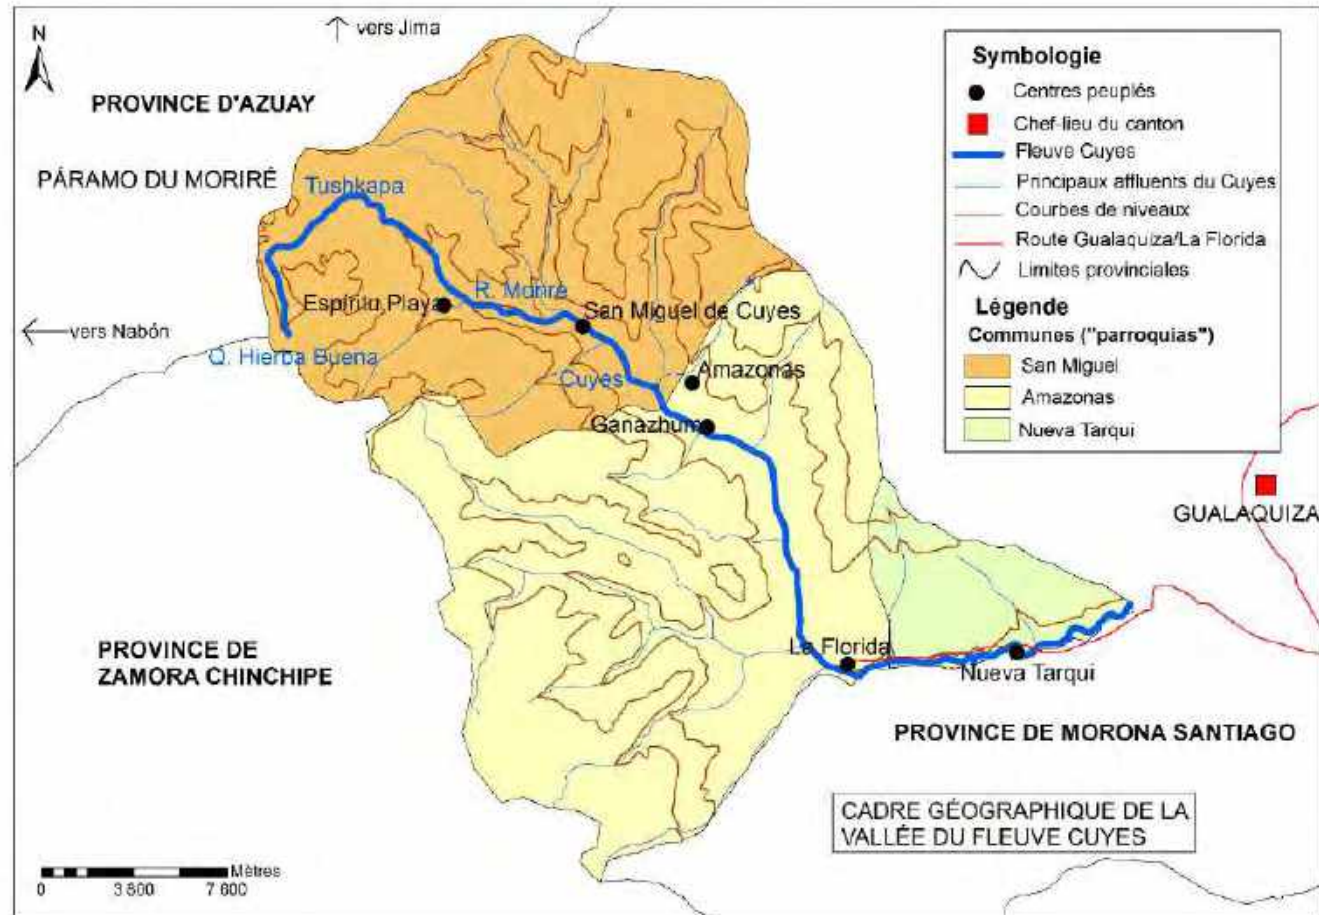 N
vers Jima
PROVINCE D'AZUAY
PÁRAMO DU MORIRÉ
Tushkapa
Espíritu Playa
R. Moriré
San Miguel de Cuyes
vers Nabón
Q. Hierba Buena
Cuyes
Amazonas
Ganazhuma
GUALAQUIZA
La Florida
Nueva Tarqui
PROVINCE DE
ZAMORA CHINCHIPE
PROVINCE DE MORONA SANTIAGO
CADRE GÉOGRAPHIQUE DE LA
VALLÉE DU FLEUVE CUYES
Mètres
0 3 800 7 600
Symbologie
Centres peuplés
Chef-lieu du canton
Fleuve Cuyes
Principaux affluents du Cuyes
Courbes de niveaux
Route Gualaquiza/La Florida
Limites provinciales
Légende
Communes ("parroquias")
San Miguel
Amazonas
Nueva Tarqui